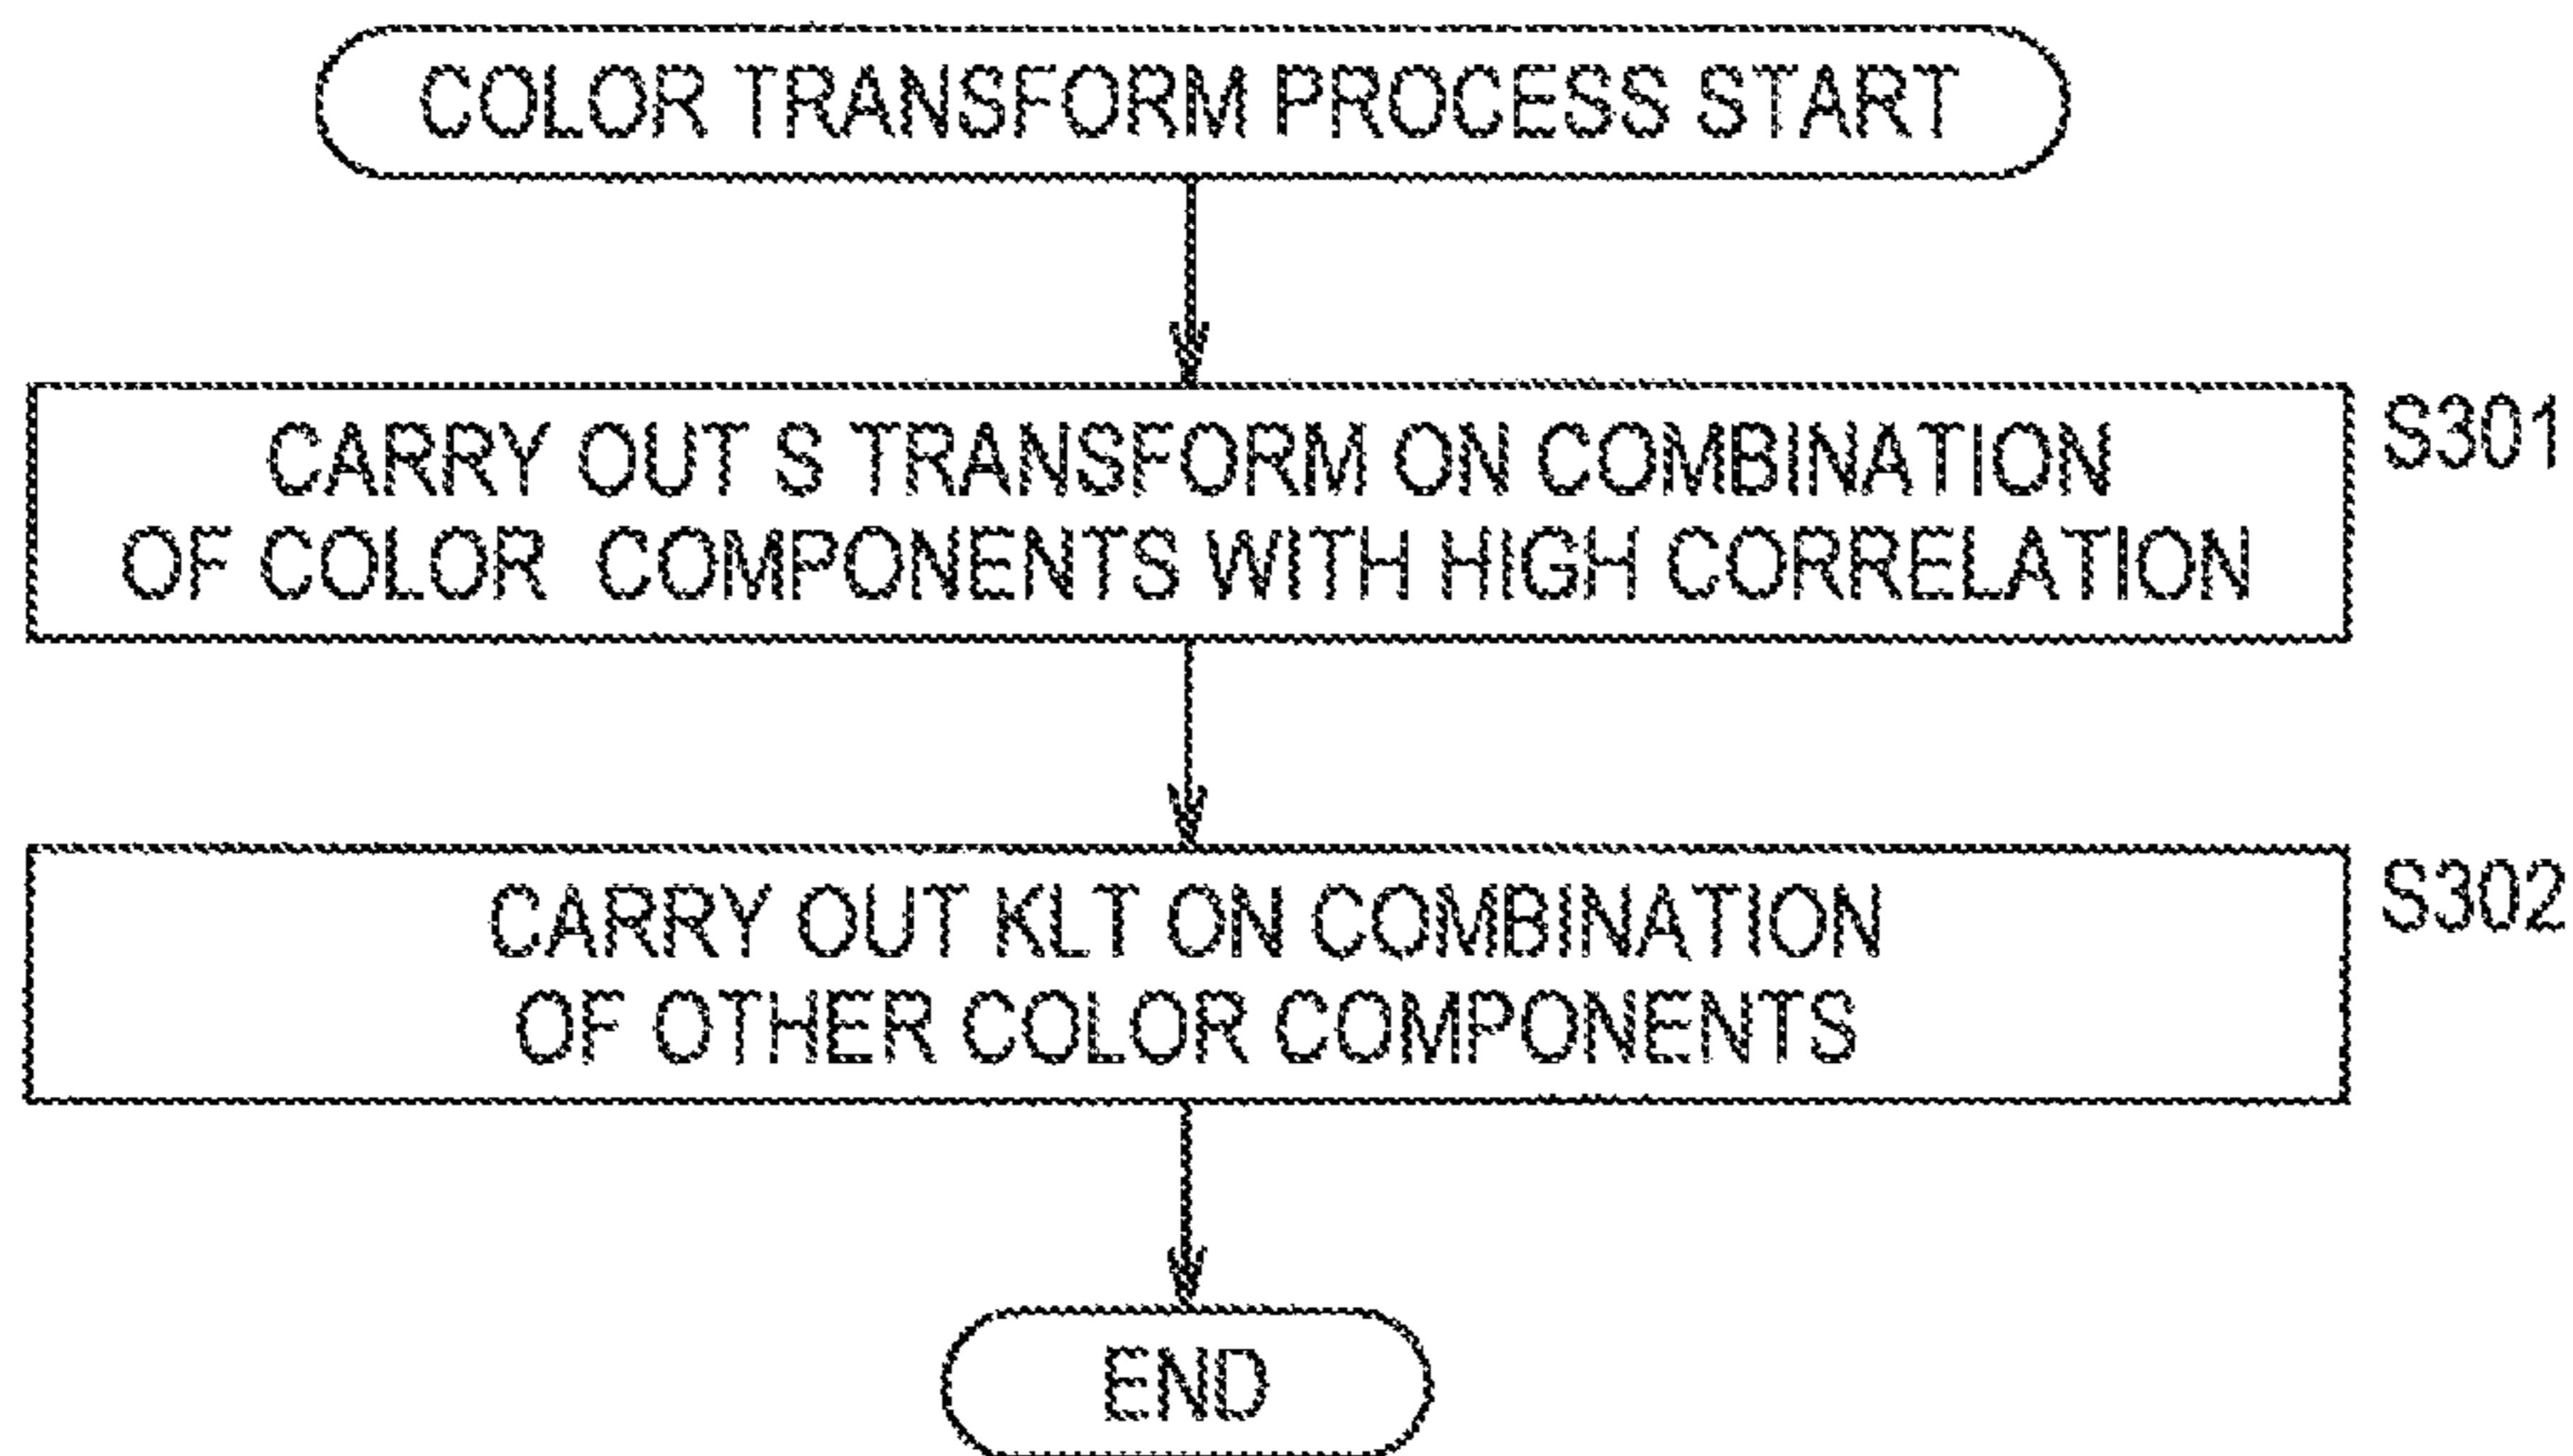 COLOR TRANSFORM PROCESS START
CARRY OUT S TRANSFORM ON COMBINATION
OF COLOR COMPONENTS WITH HIGH CORRELATION
S301
CARRY OUT KLT ON COMBINATION
OF OTHER COLOR COMPONENTS
S302
END